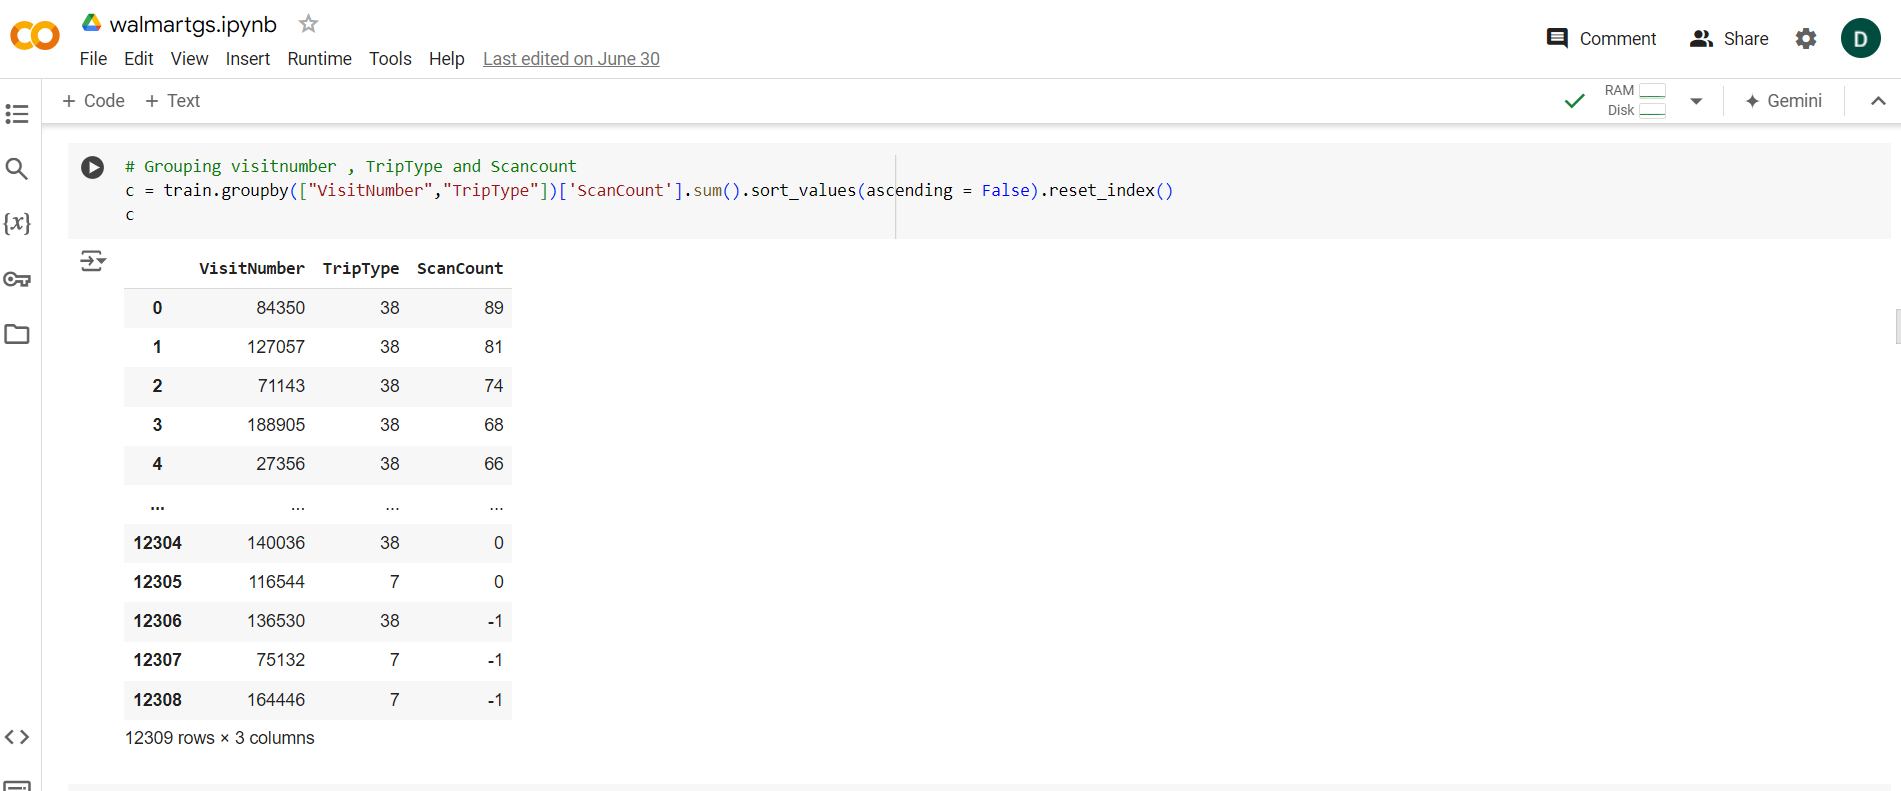 walmartgs.ipynb
File Edit View Insert Runtime Tools Help Last edited on June 30
Comment Share D
+ Code + Text
RAM
Disk
Gemini
{x}
# Grouping visitnumber , TripType and Scancount
c = train.groupby(["VisitNumber","TripType"])['ScanCount'].sum().sort_values(ascending = False).reset_index()
c
VisitNumber TripType ScanCount
0 84350 38 89
1 127057 38 81
2 71143 38 74
3 188905 38 68
4 27356 38 66
... ... ... ...
12304 140036 38 0
12305 116544 7 0
12306 136530 38 -1
12307 75132 7 -1
12308 164446 7 -1
12309 rows × 3 columns